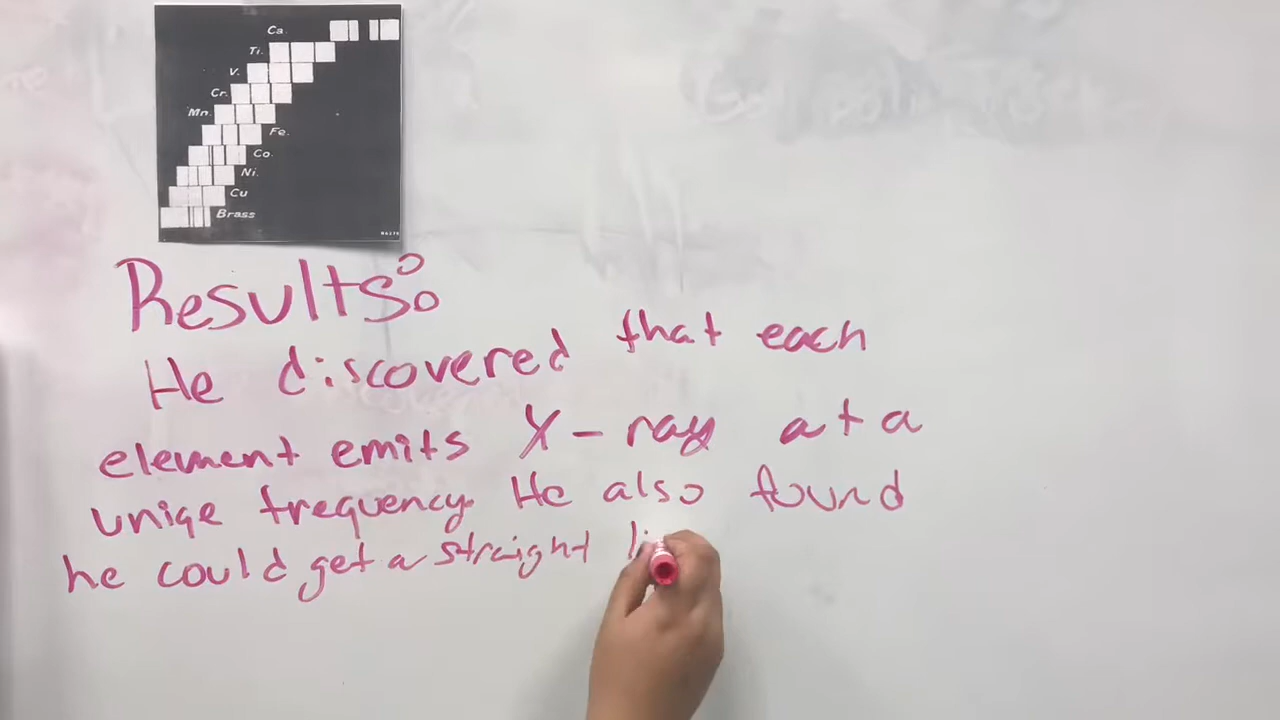 Ca
Ti.
V.
Cr.
Mn.
Fe.
Co.
Ni.
Cu
Brass
Results:
He discovered that each
element emits X-ray at a
uniqe frequency. He also found
he could get a straight li